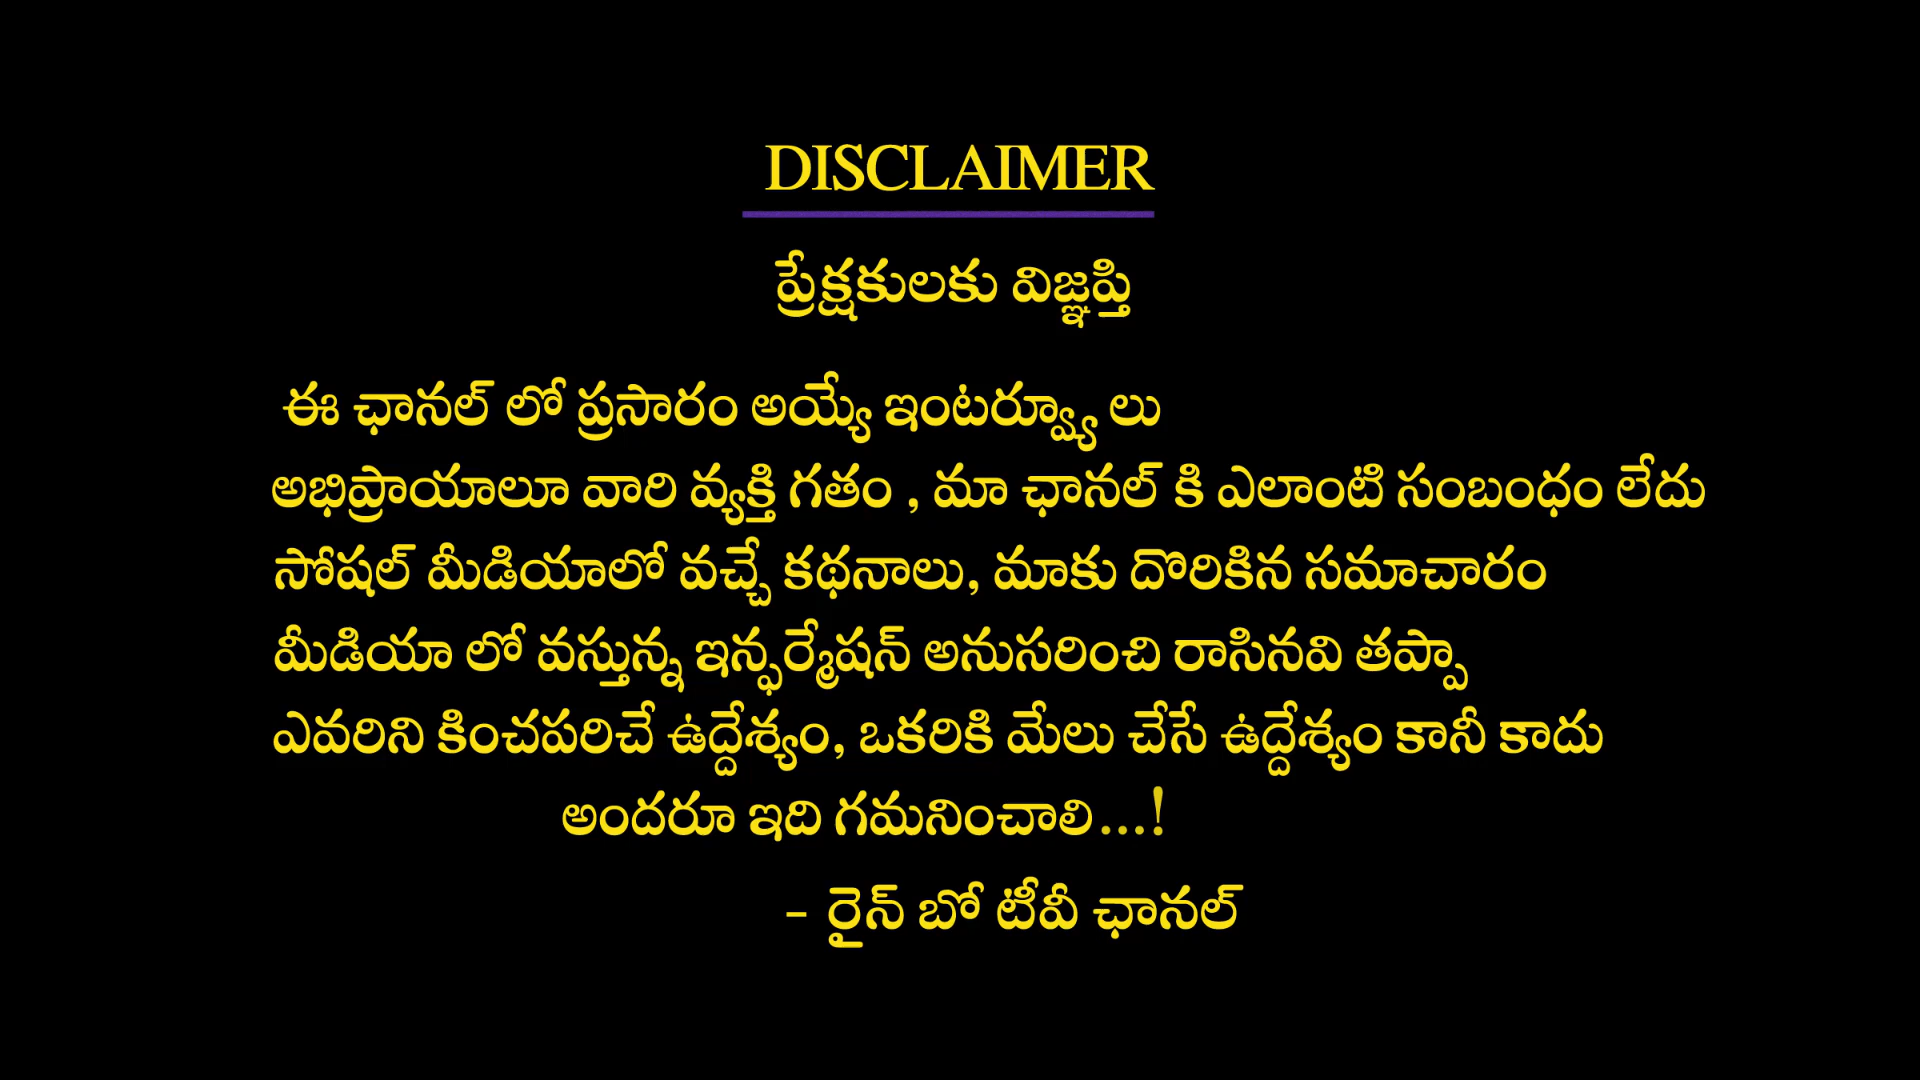 DISCLAIMER
ప్రేక్షకులకు విజ్ఞప్తి
ఈ ఛానల్ లో ప్రసారం అయ్యే ఇంటర్వ్యూ లు
అభిప్రాయాలూ వారి వ్యక్తి గతం , మా ఛానల్ కి ఎలాంటి సంబంధం లేదు
సోషల్ మీడియాలో వచ్చే కథనాలు, మాకు దొరికిన సమాచారం
మీడియా లో వస్తున్న ఇన్ఫర్మేషన్ అనుసరించి రాసినవి తప్పా
ఎవరిని కించపరిచే ఉద్దేశ్యం, ఒకరికి మేలు చేసే ఉద్దేశ్యం కానీ కాదు
అందరూ ఇది గమనించాలి...!
- రైన్ బో టీవీ ఛానల్